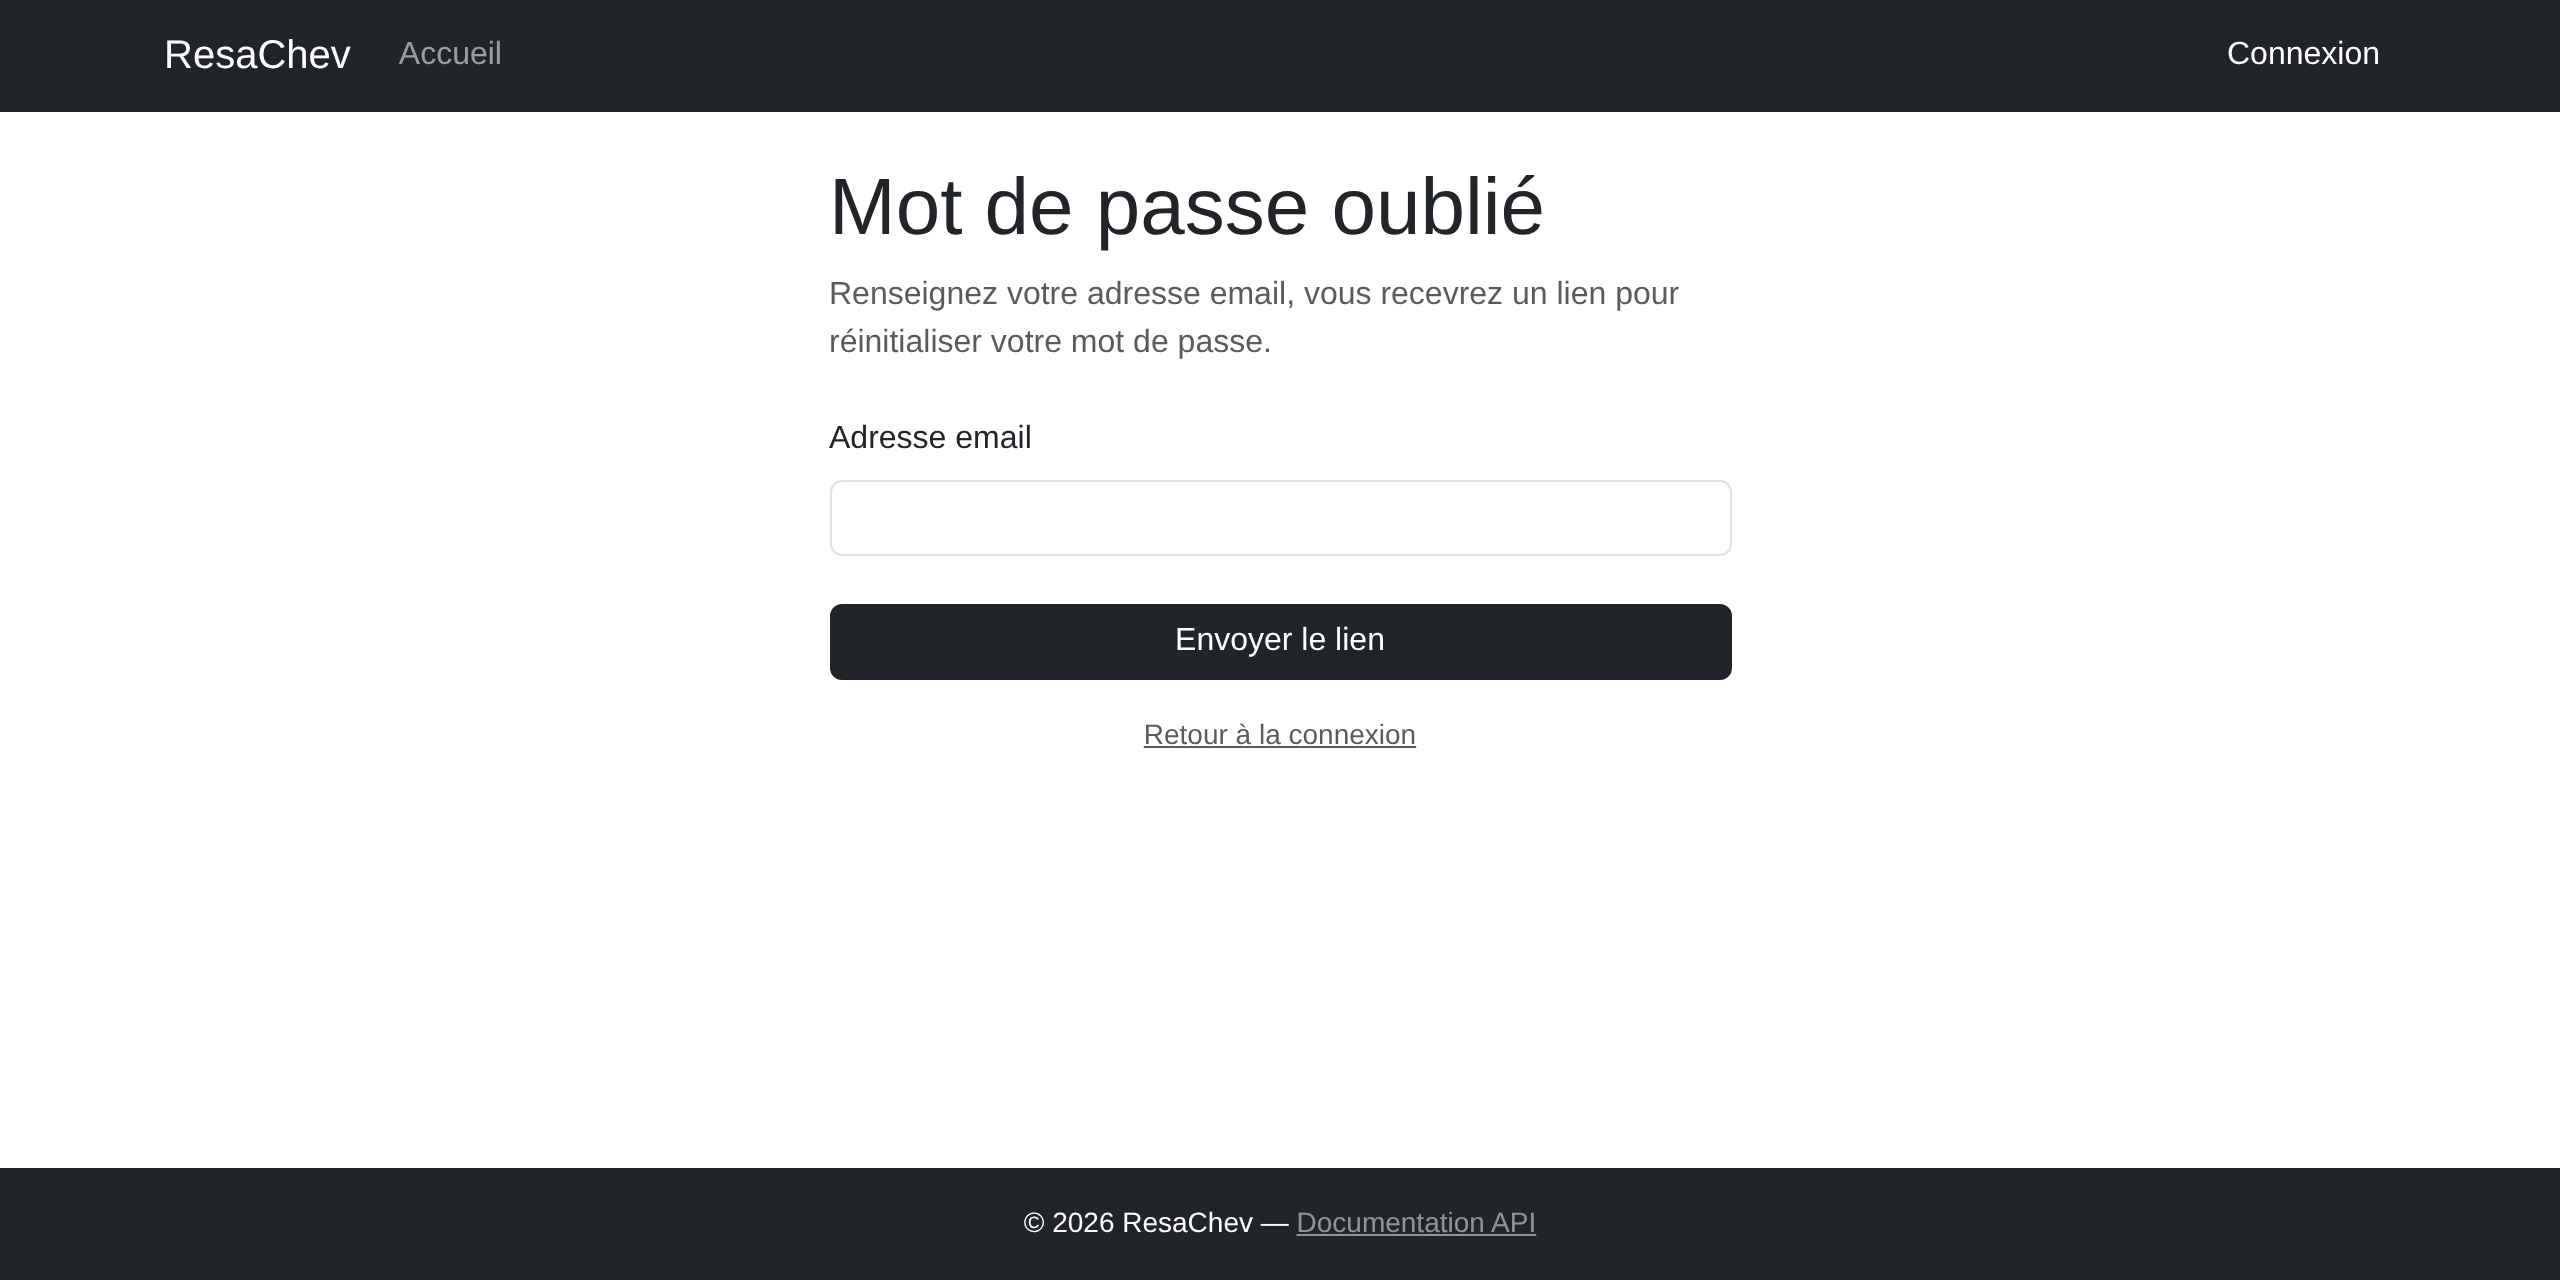 ResaChev Accueil Connexion
Mot de passe oublié
Renseignez votre adresse email, vous recevrez un lien pour
réinitialiser votre mot de passe.
Adresse email
Envoyer le lien
Retour à la connexion
© 2026 ResaChev — Documentation API